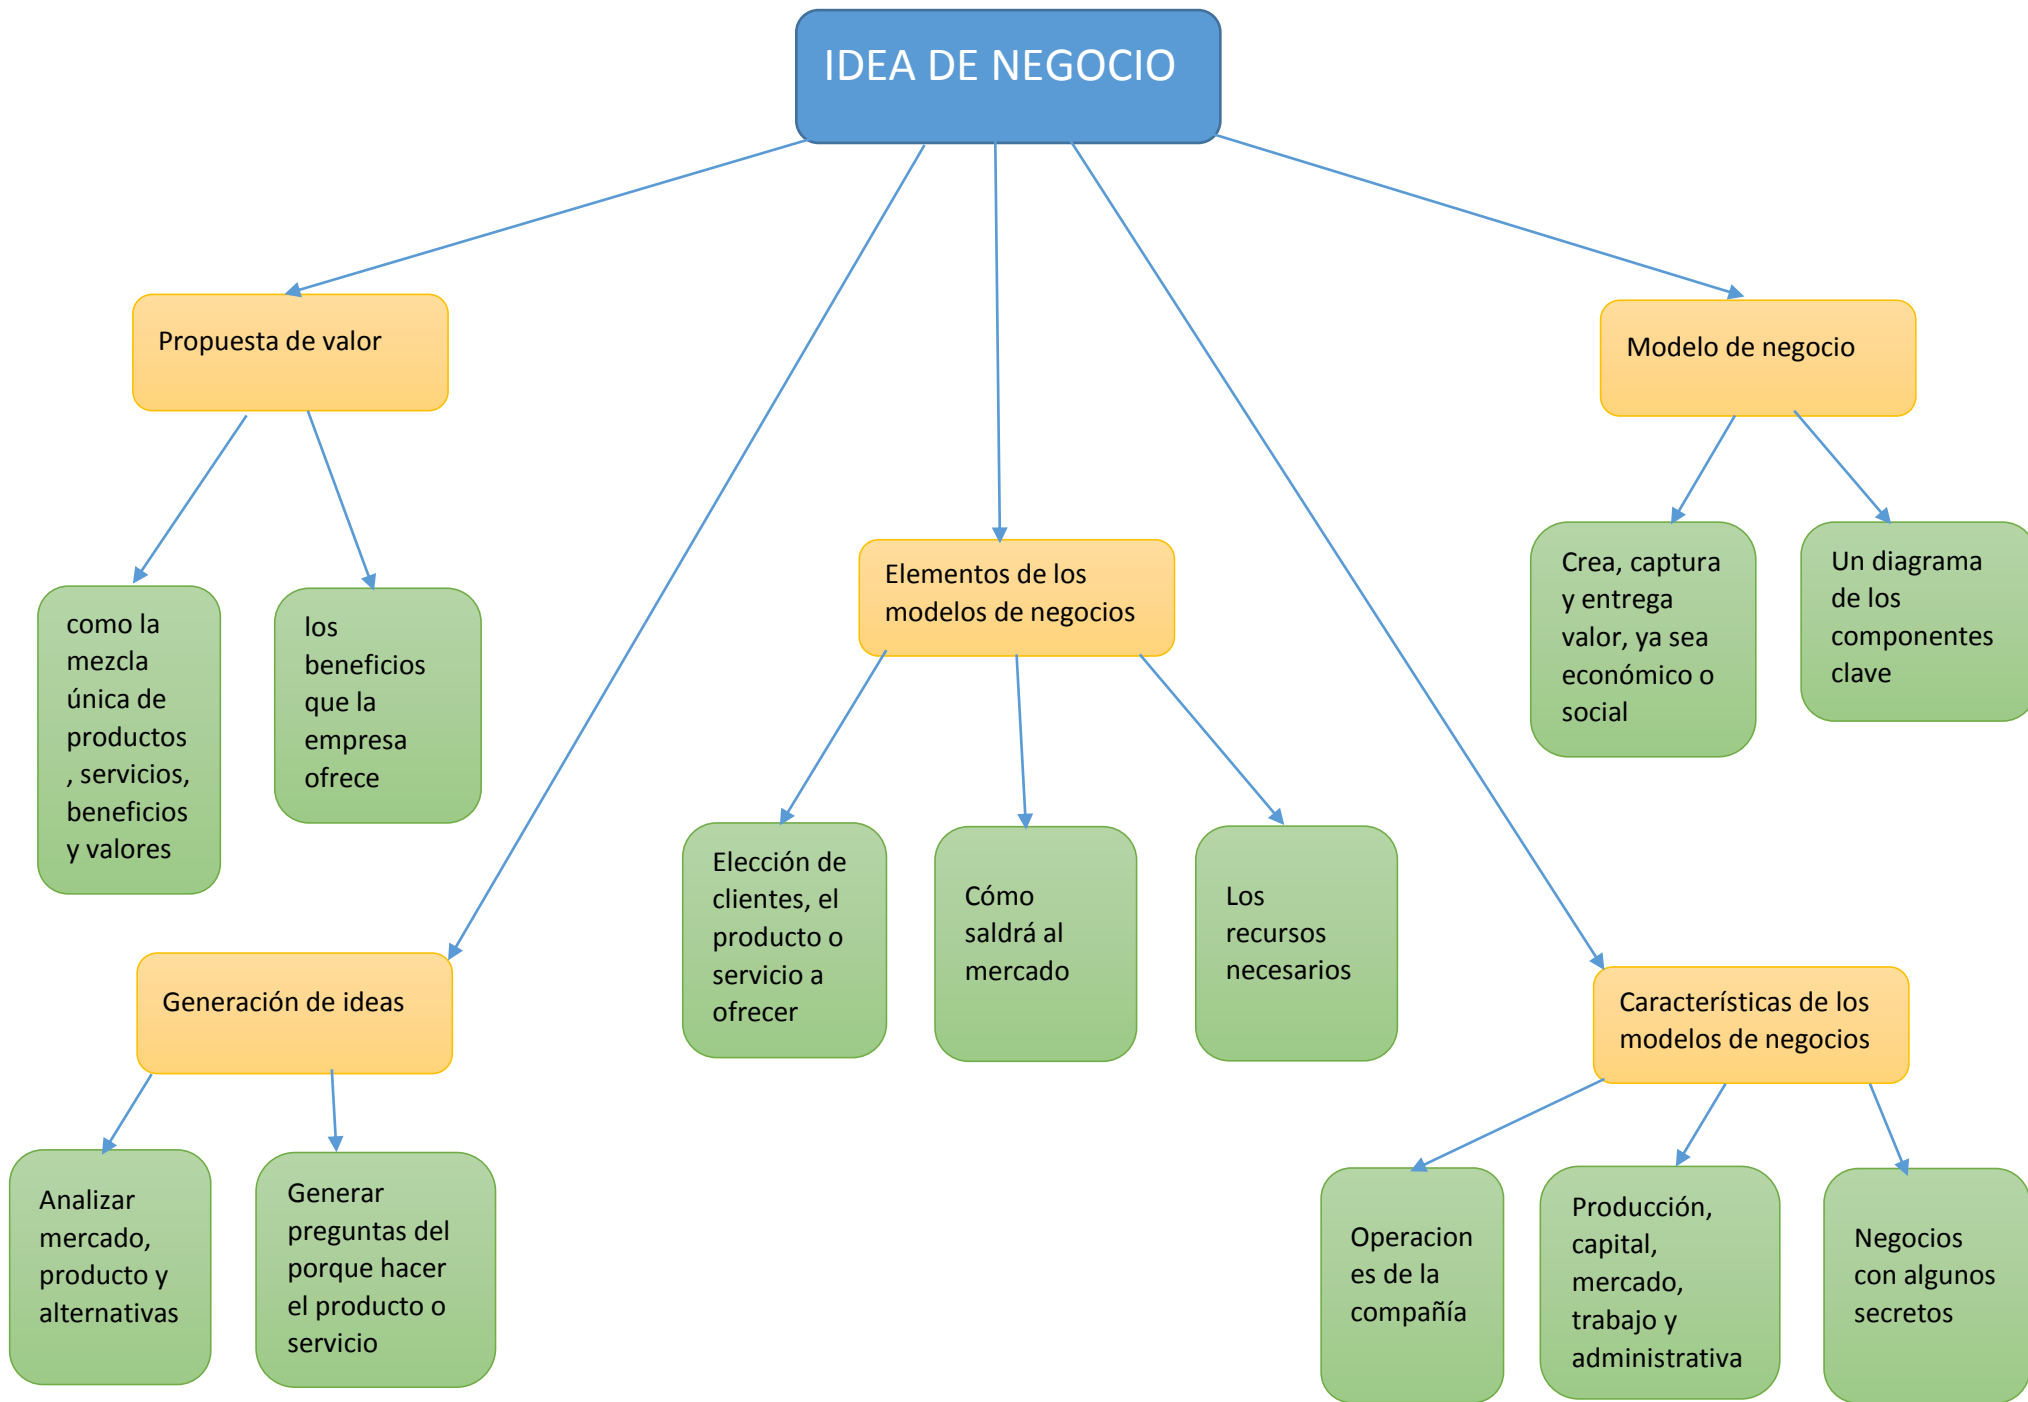 IDEA DE NEGOCIO
Propuesta de valor
como la
mezcla
única de
productos
, servicios,
beneficios
y valores
los
beneficios
que la
empresa
ofrece
Generación de ideas
Analizar
mercado,
producto y
alternativas
Generar
preguntas del
porque hacer
el producto o
servicio
Elementos de los
modelos de negocios
Elección de
clientes, el
producto o
servicio a
ofrecer
Cómo
saldrá al
mercado
Los
recursos
necesarios
Modelo de negocio
Crea, captura
y entrega
valor, ya sea
económico o
social
Un diagrama
de los
componentes
clave
Característícas de los
modelos de negocios
Operacion
es de la
compañía
Producción,
capital,
mercado,
trabajo y
administrativa
Negocios
con algunos
secretos